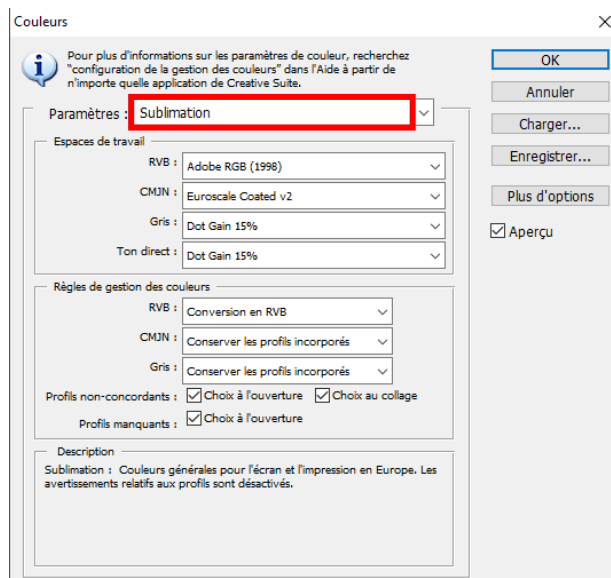 Couleurs
Pour plus d'informations sur les paramètres de couleur, recherchez
"configuration de la gestion des couleurs" dans l'Aide à partir de
n'importe quelle application de Creative Suite.
OK
Annuler
Charger...
Enregistrer...
Plus d'options
Aperçu
Paramètres : Sublimation
Espaces de travail
RVB : Adobe RGB (1998)
CMJN : Euroscale Coated v2
Gris : Dot Gain 15%
Ton direct : Dot Gain 15%
Règles de gestion des couleurs
RVB : Conversion en RVB
CMJN : Conserver les profils incorporés
Gris : Conserver les profils incorporés
Profils non-concordants : Choix à l'ouverture Choix au collage
Profils manquants : Choix à l'ouverture
Description
Sublimation : Couleurs générales pour l'écran et l'impression en Europe. Les
avertissements relatifs aux profils sont désactivés.